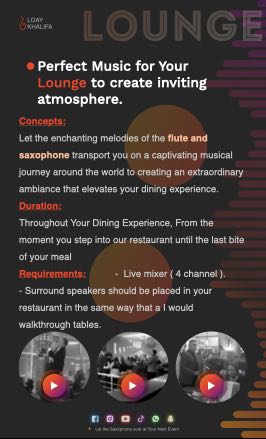 LOAY
KHALIFA
LOUNGE
Perfect Music for Your
Lounge to create inviting
atmosphere.
Concepts:
Let the enchanting melodies of the flute and
saxophone transport you on a captivating musical
journey around the world to creating an extraordinary
ambiance that elevates your dining experience.
Duration:
Throughout Your Dining Experience, From the
moment you step into our restaurant until the last bite
of your meal
Requirements: - Live mixer ( 4 channel ).
- Surround speakers should be placed in your
restaurant in the same way that a I would
walkthrough tables.
Let the Saxophone soar at Your Next Event